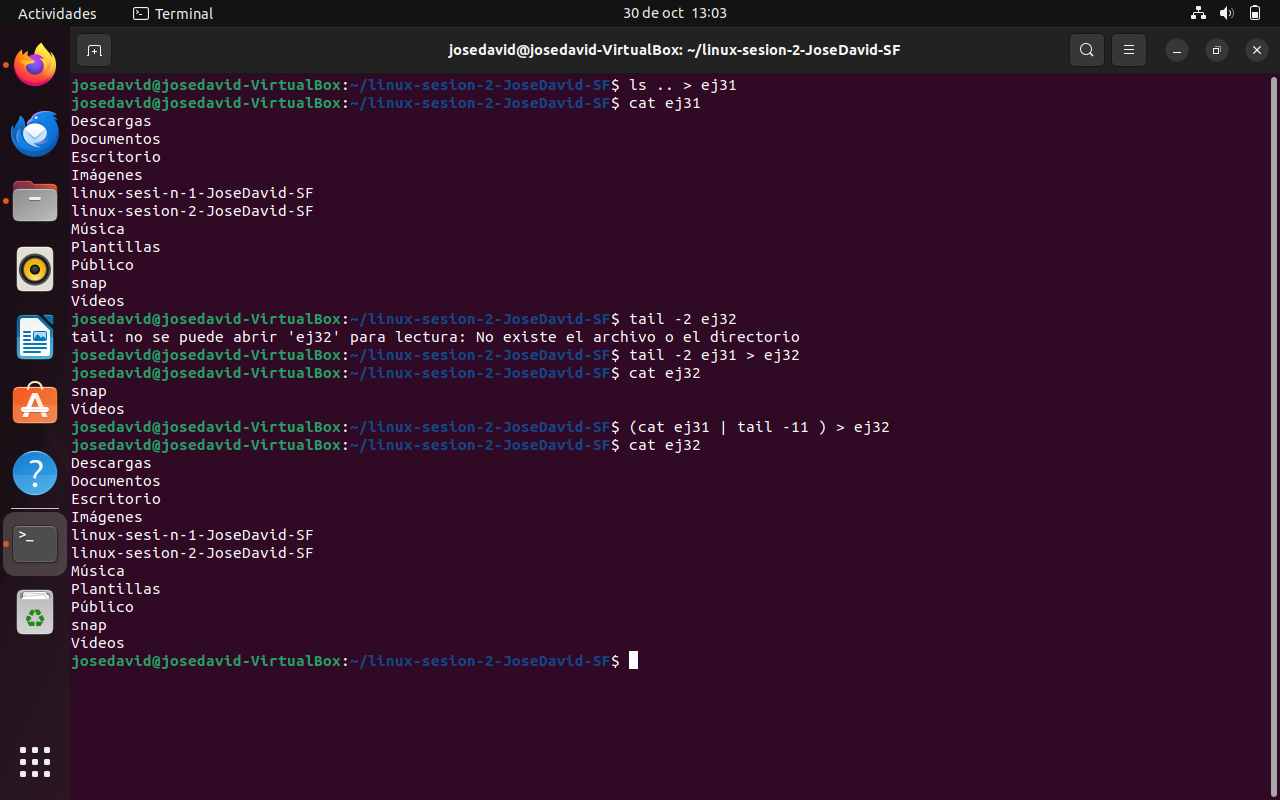 Actividades
Terminal
30 de oct 13:03
josedavid@josedavid-VirtualBox: ~/linux-sesion-2-JoseDavid-SF
josedavid@josedavid-VirtualBox:~/linux-sesion-2-JoseDavid-SF$ ls .. > ej31
josedavid@josedavid-VirtualBox:~/linux-sesion-2-JoseDavid-SF$ cat ej31
Descargas
Documentos
Escritorio
Imágenes
linux-sesi-n-1-JoseDavid-SF
linux-sesion-2-JoseDavid-SF
Música
Plantillas
Público
snap
Vídeos
josedavid@josedavid-VirtualBox:~/linux-sesion-2-JoseDavid-SF$ tail -2 ej32
tail: no se puede abrir 'ej32' para lectura: No existe el archivo o el directorio
josedavid@josedavid-VirtualBox:~/linux-sesion-2-JoseDavid-SF$ tail -2 ej31 > ej32
josedavid@josedavid-VirtualBox:~/linux-sesion-2-JoseDavid-SF$ cat ej32
snap
Vídeos
josedavid@josedavid-VirtualBox:~/linux-sesion-2-JoseDavid-SF$ (cat ej31 | tail -11 ) > ej32
josedavid@josedavid-VirtualBox:~/linux-sesion-2-JoseDavid-SF$ cat ej32
Descargas
Documentos
Escritorio
Imágenes
linux-sesi-n-1-JoseDavid-SF
linux-sesion-2-JoseDavid-SF
Música
Plantillas
Público
snap
Vídeos
josedavid@josedavid-VirtualBox:~/linux-sesion-2-JoseDavid-SF$